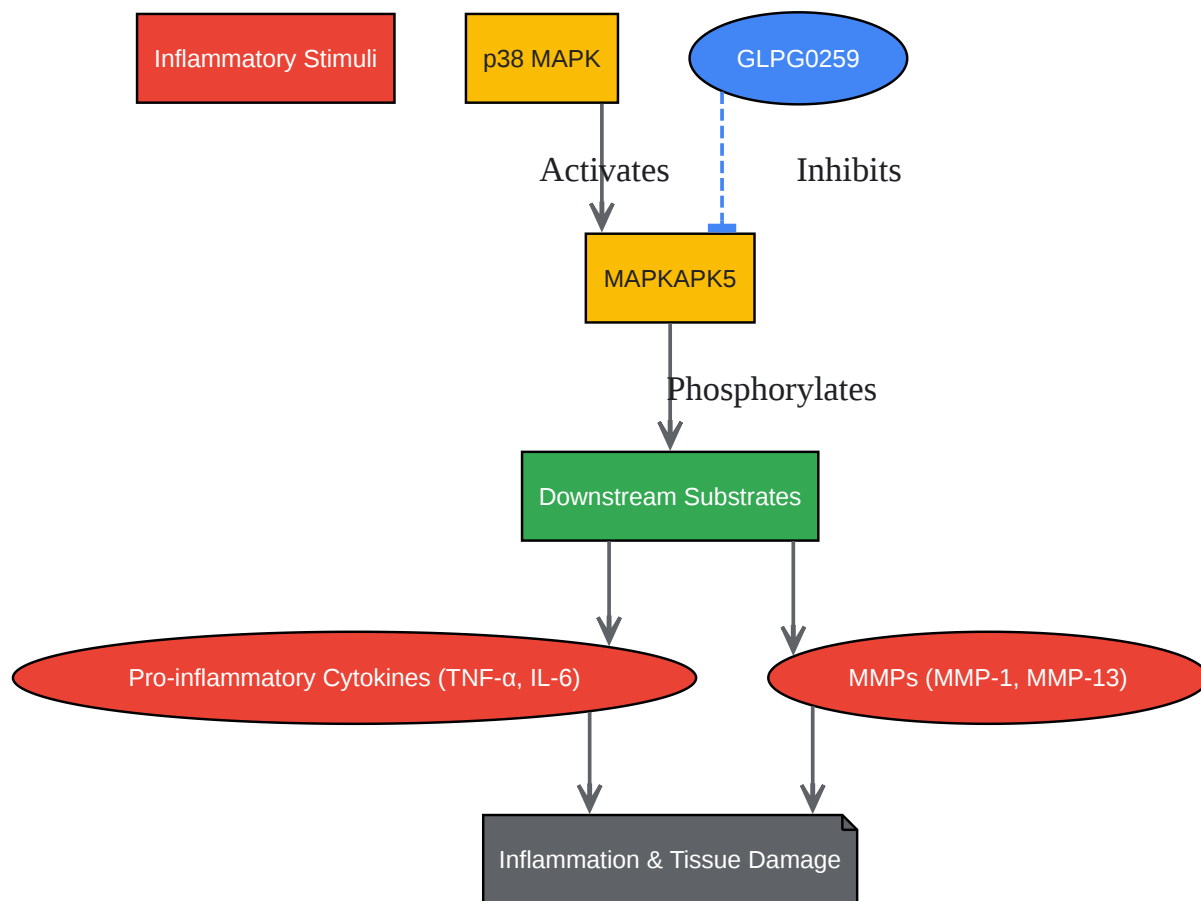 Inflammatory Stimuli
p38 MAPK
GLPG0259
Activates
Inhibits
MAPKAPK5
Phosphorylates
Downstream Substrates
Pro-inflammatory Cytokines (TNF-α, IL-6)
MMPs (MMP-1, MMP-13)
Inflammation & Tissue Damage